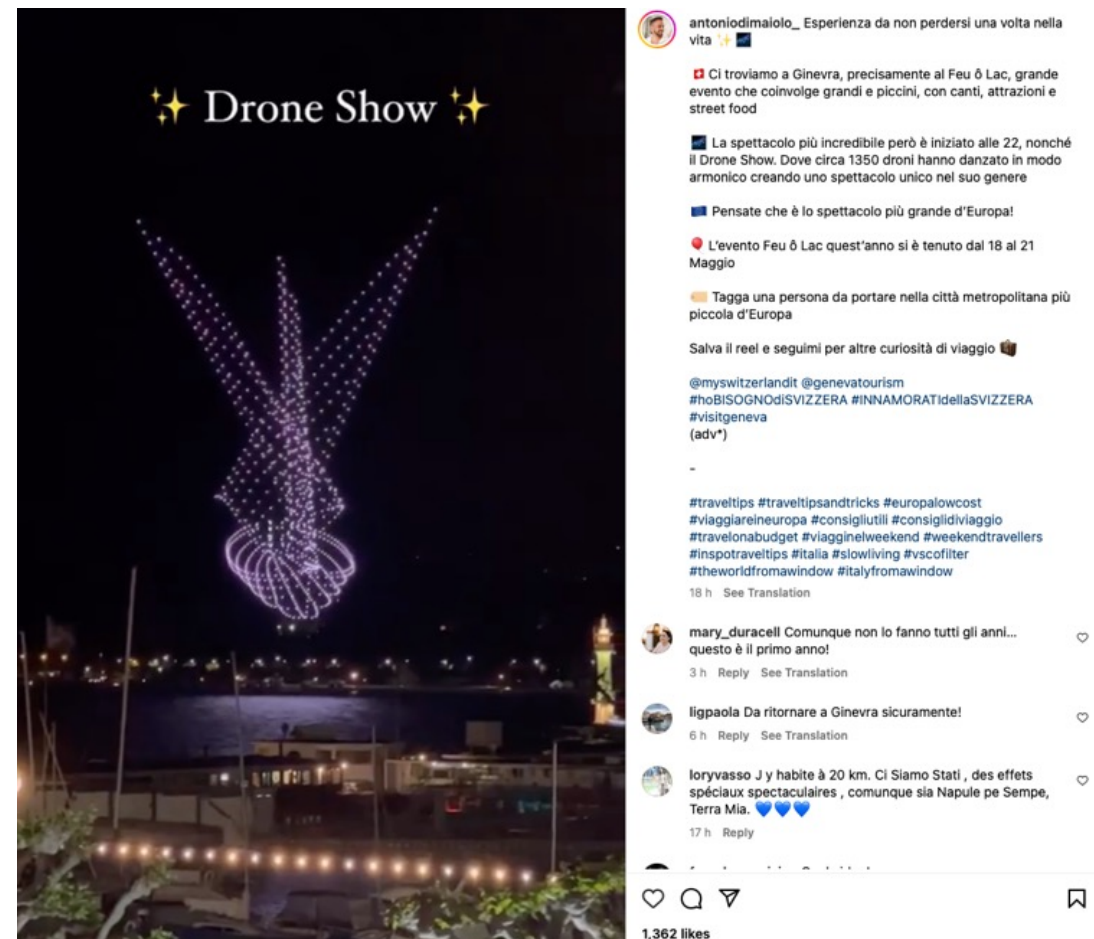 Drone Show
antoniodimaiolo_ Esperienza da non perdersi una volta nella
vita
Ci troviamo a Ginevra, precisamente al Feu ô Lac, grande
evento che coinvolge grandi e piccini, con canti, attrazioni e
street food
La spettacolo più incredibile però è iniziato alle 22, nonché
il Drone Show. Dove circa 1350 droni hanno danzato in modo
armonico creando uno spettacolo unico nel suo genere
Pensate che è lo spettacolo più grande d'Europa!
L'evento Feu ô Lac quest'anno si è tenuto dal 18 al 21
Maggio
Tagga una persona da portare nella città metropolitana più
piccola d'Europa
Salva il reel e seguimi per altre curiosità di viaggio
@myswitzerlandit @genevatourism
#hoBISOGNOdiSVIZZERA #INNAMORATIdellaSVIZZERA
#visitgeneva
(adv*)
-
#traveltips #traveltipsandtricks #europalowcost
#viaggiareineuropa #consigliutili #consiglidiviaggio
#travelonabudget #viagginelweekend #weekendtravellers
#inspotraveltips #italia #slowliving #vscofilter
#theworldfromawindow #italyfromawindow
18 h See Translation
mary_duracell Comunque non lo fanno tutti gli anni...
questo è il primo anno!
3 h Reply See Translation
ligpaola Da ritornare a Ginevra sicuramente!
6 h Reply See Translation
loryvasso J y habite à 20 km. Ci Siamo Stati , des effets
spéciaux spectaculaires , comunque sia Napule pe Sempe,
Terra Mia.
17 h Reply
1,362 likes